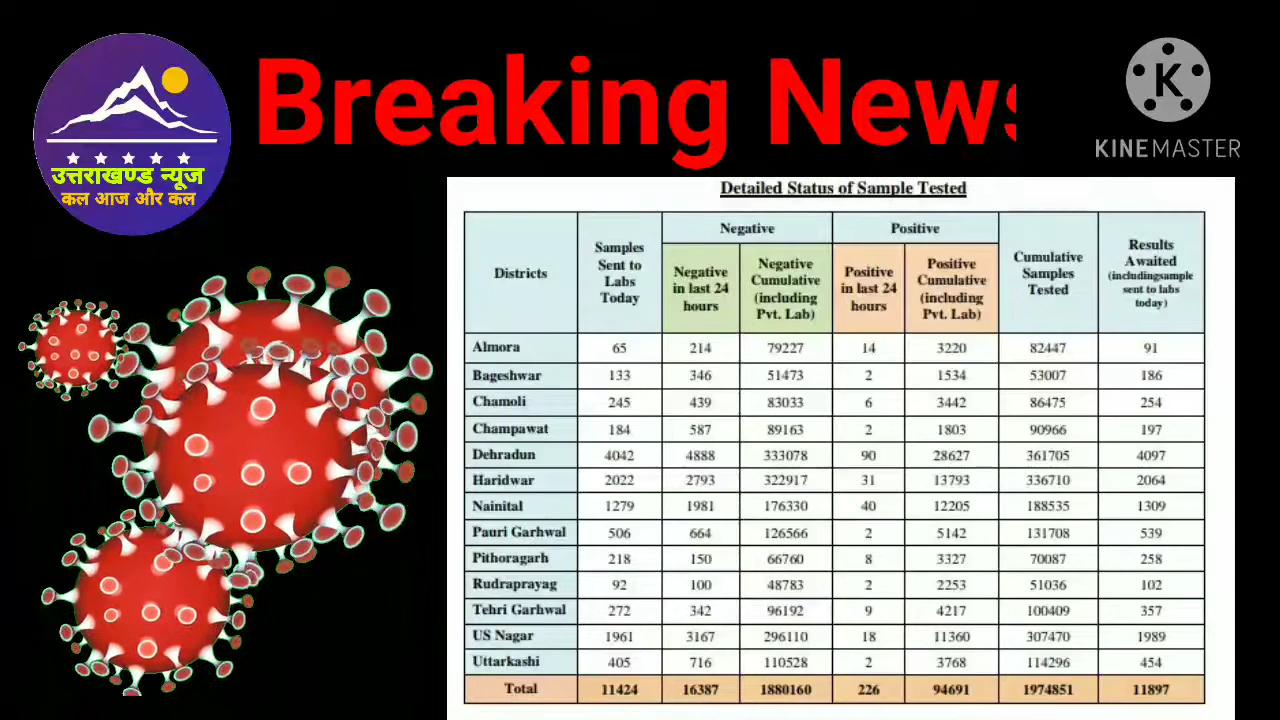 Breaking News
K
KINEMASTER
उत्तराखण्ड न्यूज
कल आज और कल
Detailed Status of Sample Tested
Districts Samples Sent to Labs Today Negative Positive Cumulative Samples Tested Results Awaited (includingsample sent to labs today)
Negative in last 24 hours Negative Cumulative (including Pvt. Lab) Positive in last 24 hours Positive Cumulative (including Pvt. Lab)
Almora 65 214 79227 14 3220 82447 91
Bageshwar 133 346 51473 2 1534 53007 186
Chamoli 245 439 83033 6 3442 86475 254
Champawat 184 587 89163 2 1803 90966 197
Dehradun 4042 4888 333078 90 28627 361705 4097
Haridwar 2022 2793 322917 31 13793 336710 2064
Nainital 1279 1981 176330 40 12205 188535 1309
Pauri Garhwal 506 664 126566 2 5142 131708 539
Pithoragarh 218 150 66760 8 3327 70087 258
Rudraprayag 92 100 48783 2 2253 51036 102
Tehri Garhwal 272 342 96192 9 4217 100409 357
US Nagar 1961 3167 296110 18 11360 307470 1989
Uttarkashi 405 716 110528 2 3768 114296 454
Total 11424 16387 1880160 226 94691 1974851 11897